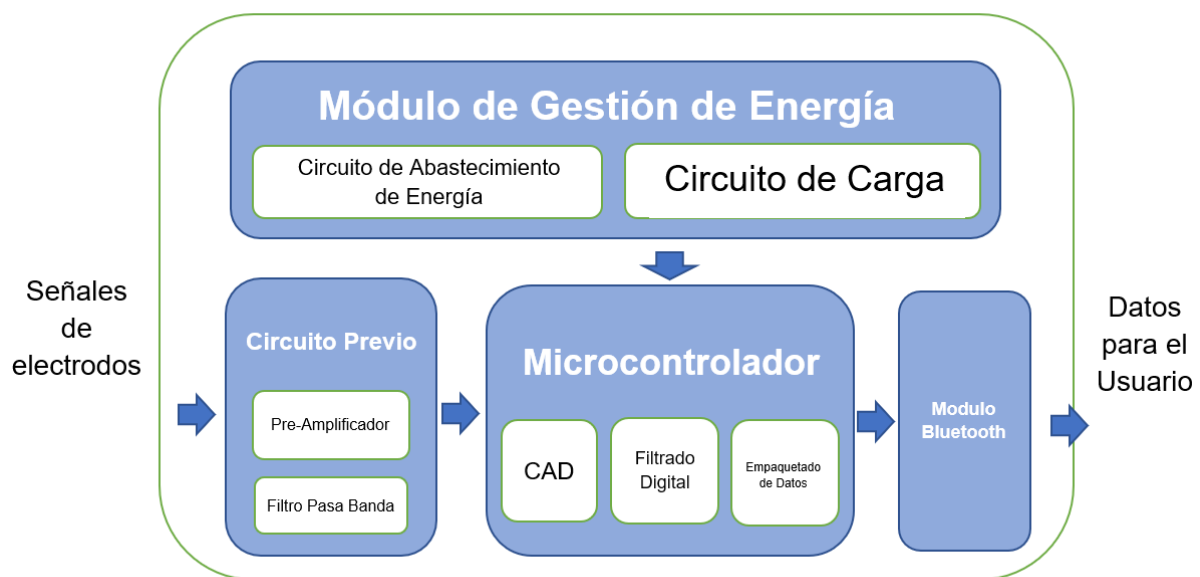 Módulo de Gestión de Energía
Circuito de Abastecimiento
de Energía
Circuito de Carga
Señales
de
electrodos
Circuito Previo
Pre-Amplificador
Filtro Pasa Banda
Microcontrolador
CAD
Filtrado
Digital
Empaquetado
de Datos
Modulo
Bluetooth
Datos
para el
Usuario